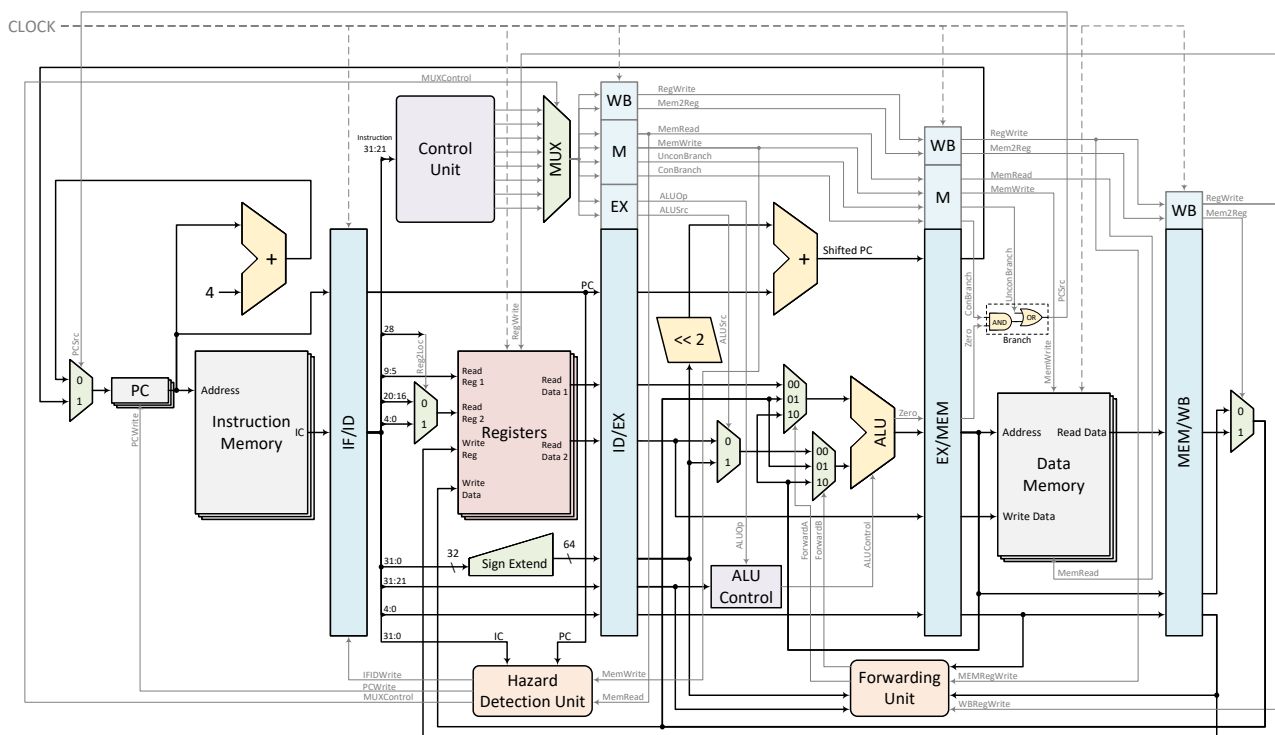 CLOCK
MUXControl
WB
RegWrite
Mem2Reg
Instruction
31:21
Control
Unit
MUX
M
MemRead
MemWrite
UnconBranch
ConBranch
EX
ALUOp
ALUSrc
WB
RegWrite
Mem2Reg
M
MemRead
MemWrite
WB
RegWrite
Mem2Reg
+
4
+
Shifted PC
PC
<< 2
ALUSrc
ConBranch
UnconBranch
PCSrc
AND
OR
Branch
Zero
MemWrite
PCSrc
0
1
PC
PCWrite
Address
Instruction
Memory
IC
IF/ID
28
Reg2Loc
RegWrite
9:5
20:16
4:0
0
1
Read
Reg 1
Read
Reg 2
Write
Reg
Write
Data
Registers
Read
Data 1
Read
Data 2
ID/EX
0
1
00
01
10
00
01
10
ALU
Zero
EX/MEM
Address
Read Data
Data
Memory
Write Data
MemRead
MEM/WB
0
1
31:0
32
Sign Extend
64
31:21
4:0
31:0
IC
PC
ALUOp
ALU
Control
ForwardA
ForwardB
ALUControl
IFIDWrite
PCWrite
MUXControl
Hazard
Detection Unit
MemWrite
MemRead
Forwarding
Unit
MEMRegWrite
WBRegWrite